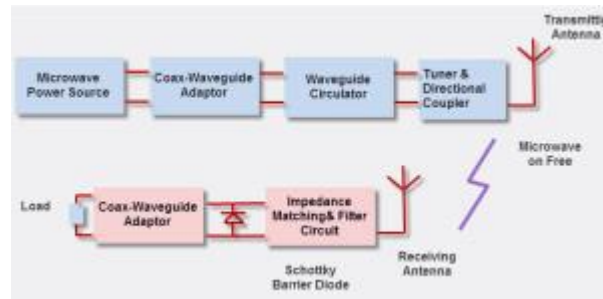 Transmittig
Antenna
Microwave
Power Source
Coax-Waveguide
Adaptor
Waveguide
Circulator
Tuner &
Directional
Coupler
Microwave
on Free
Load
Coax-Waveguide
Adaptor
Impedance
Matching& Filter
Circuit
Schottky
Barrier Diode
Receiving
Antenna